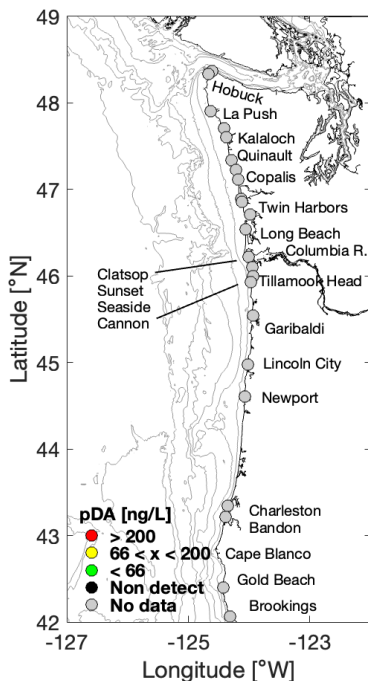 49
48
47
46
45
44
43
42
-127
-125
-123
Latitude [°N]
Longitude [°W]
Hobuck
La Push
Kalaloch
Quinault
Copalis
Twin Harbors
Long Beach
Columbia R.
Clatsop
Sunset
Seaside
Cannon
Tillamook Head
Garibaldi
Lincoln City
Newport
Charleston
Bandon
Cape Blanco
Gold Beach
Brookings
pDA [ng/L]
> 200
66 < x < 200
< 66
Non detect
No data